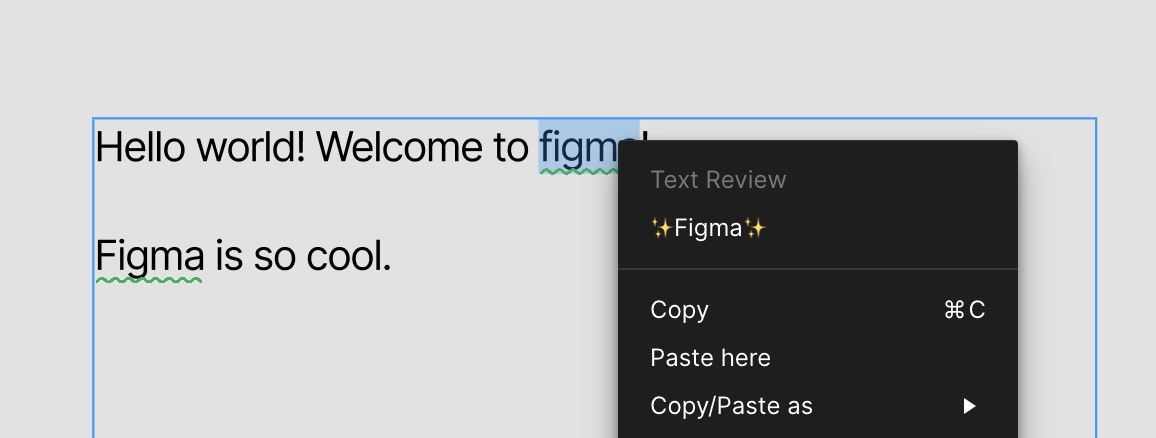 Hello world! Welcome to figma!
Figma is so cool.
Text Review
✨Figma✨
Copy ⌘C
Paste here
Copy/Paste as ▶